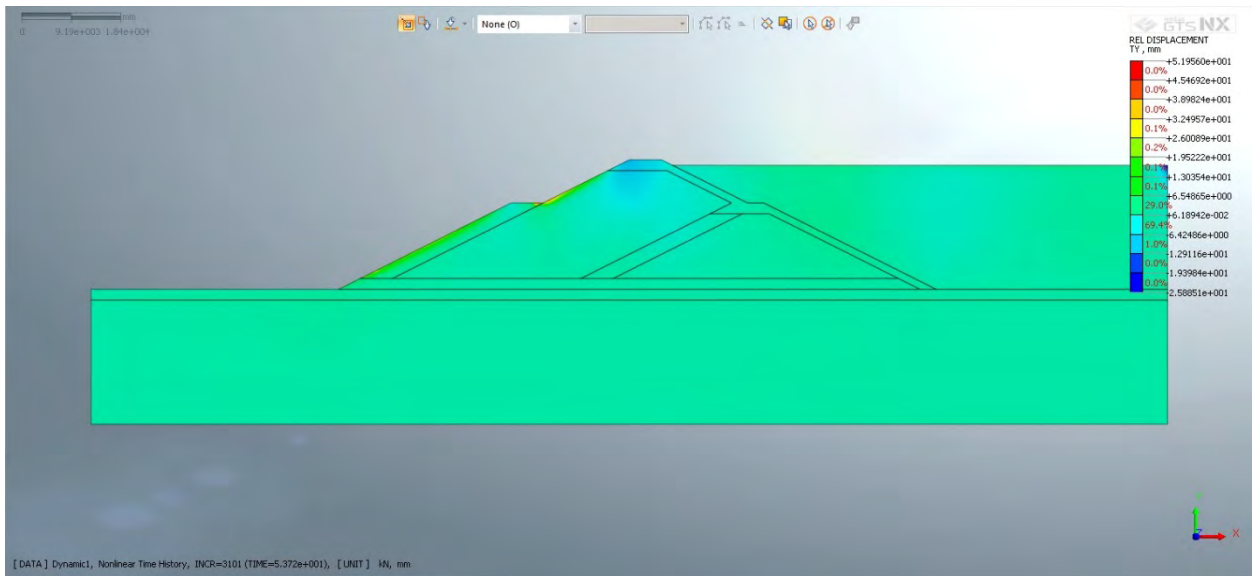 mm
0 9.19e+003 1.84e+004
None (O)
GTS NX
REL DISPLACEMENT
TY , mm
+5.19560e+001
0.0%
+4.54692e+001
0.0%
+3.89824e+001
0.0%
+3.24957e+001
0.1%
+2.60089e+001
0.2%
+1.95222e+001
0.1%
+1.30354e+001
0.1%
+6.54865e+000
29.0%
+6.18942e-002
69.4%
-6.42486e+000
1.0%
-1.29116e+001
0.0%
-1.93984e+001
0.0%
-2.58851e+001
X
[ DATA ] Dynamic1, Nonlinear Time History, INCR=3101 (TIME=5.372e+001), [ UNIT ] kN, mm